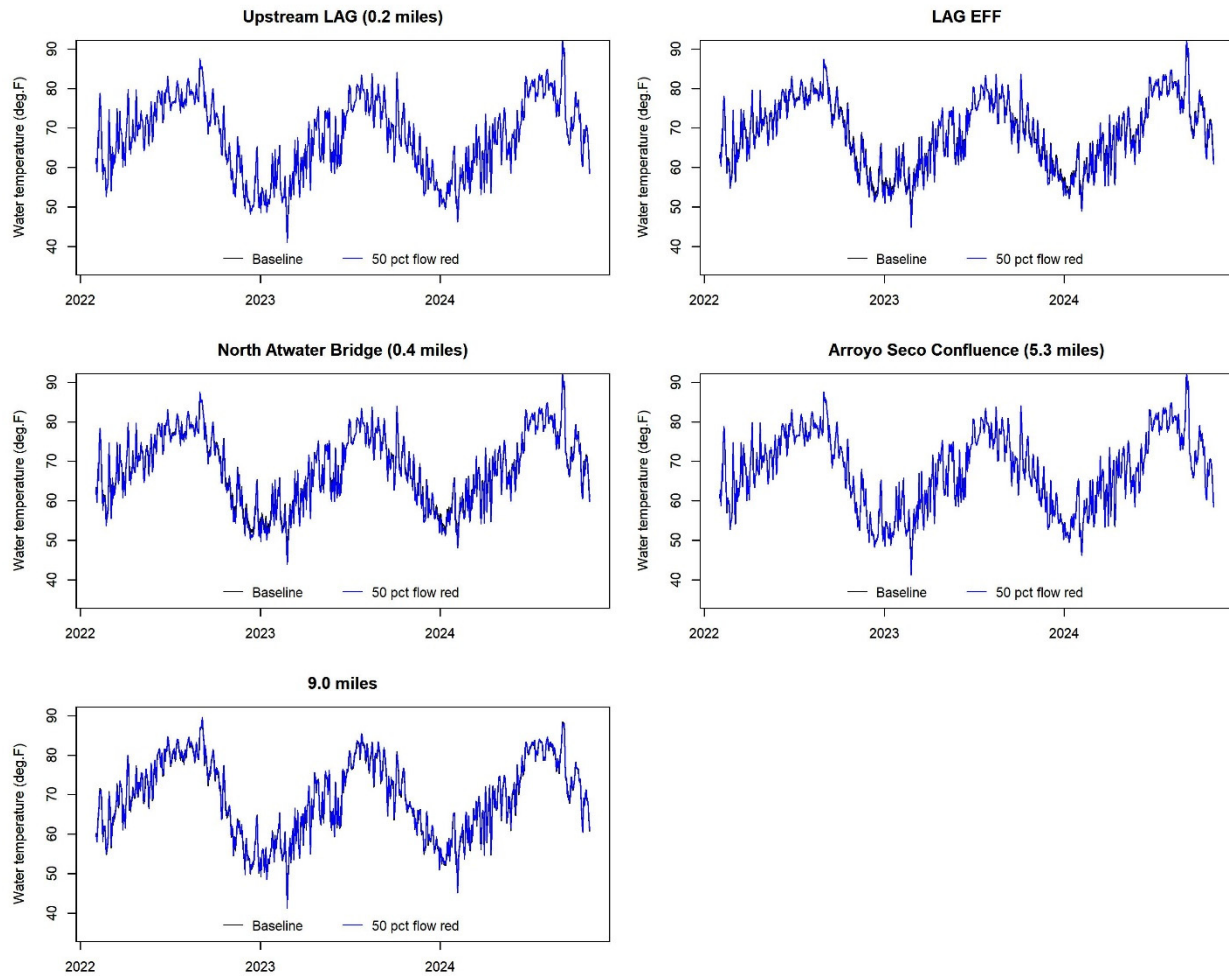 Upstream LAG (0.2 miles)
Water temperature (deg.F)
90
80
70
60
50
40
Baseline 50 pct flow red
2022 2023 2024
LAG EFF
Water temperature (deg.F)
90
80
70
60
50
40
Baseline 50 pct flow red
2022 2023 2024
North Atwater Bridge (0.4 miles)
Water temperature (deg.F)
90
80
70
60
50
40
Baseline 50 pct flow red
2022 2023 2024
Arroyo Seco Confluence (5.3 miles)
Water temperature (deg.F)
90
80
70
60
50
40
Baseline 50 pct flow red
2022 2023 2024
9.0 miles
Water temperature (deg.F)
90
80
70
60
50
40
Baseline 50 pct flow red
2022 2023 2024